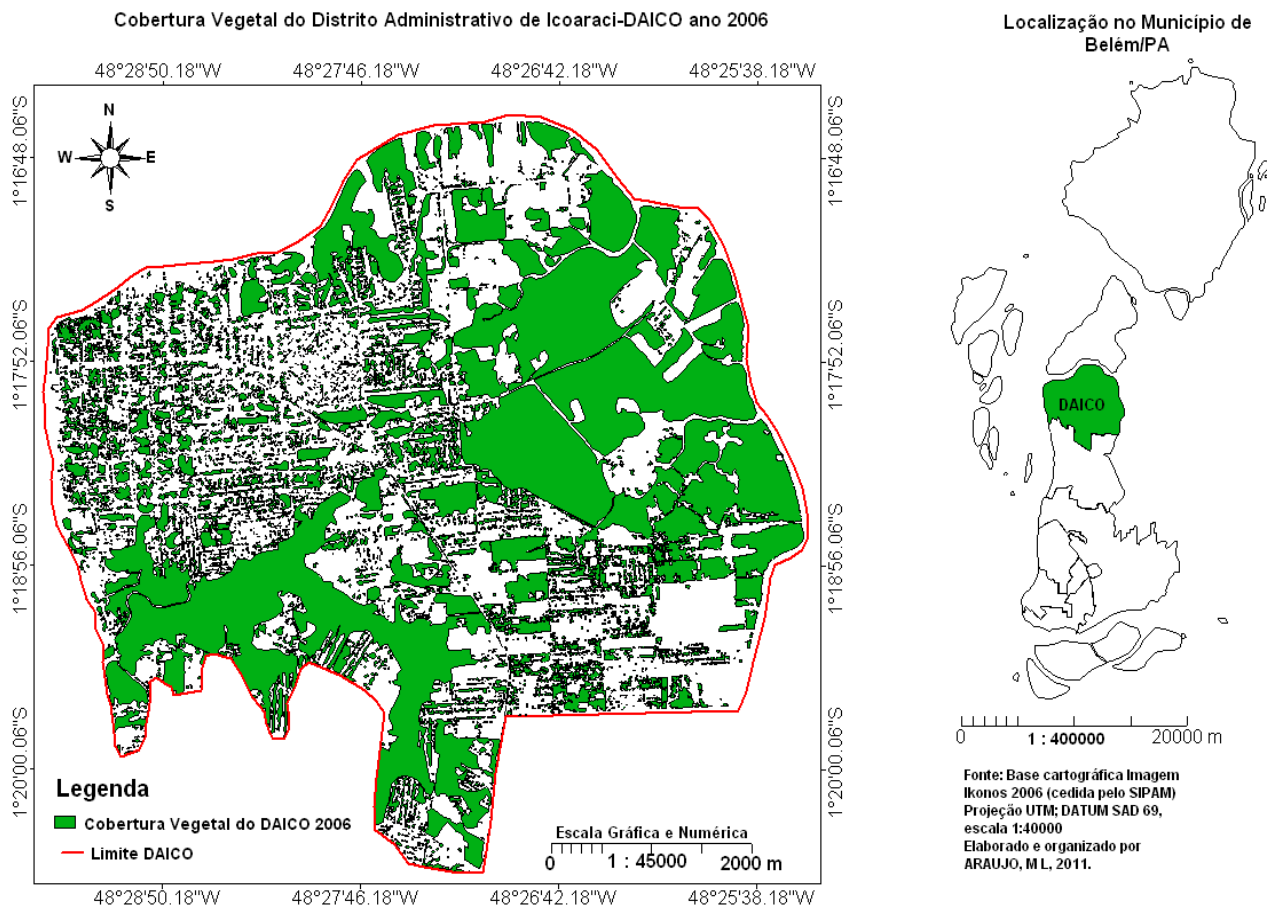 Cobertura Vegetal do Distrito Administrativo de Icoaraci-DAICO ano 2006
Localização no Município de
Belém/PA
48°28'50.18"W 48°27'46.18"W 48°26'42.18"W 48°25'38.18"W
1°16'48.06"S
1°16'48.06"S
N
W E
S
1°17'52.06"S
1°17'52.06"S
DAICO
1°18'56.06"S
1°18'56.06"S
1°20'00.06"S
1°20'00.06"S
Legenda
Cobertura Vegetal do DAICO 2006
Limite DAICO
Escala Gráfica e Numérica
0 1 : 45000 2000 m
48°28'50.18"W 48°27'46.18"W 48°26'42.18"W 48°25'38.18"W
0 1 : 400000 20000 m
Fonte: Base cartográfica Imagem
Ikonos 2006 (cedida pelo SIPAM)
Projeção UTM; DATUM SAD 69,
escala 1:40000
Elaborado e organizado por
ARAUJO, M L, 2011.